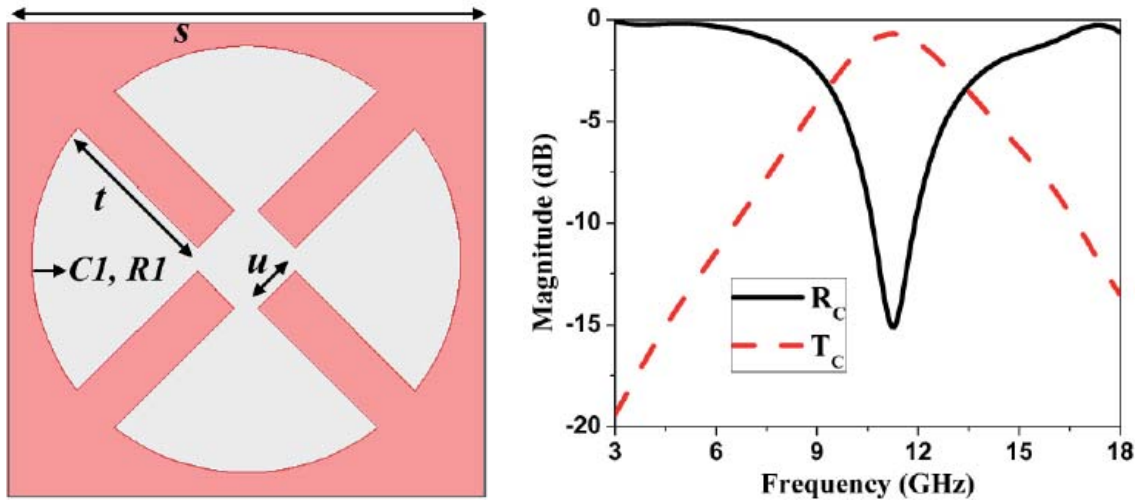 s
t
C1, R1
u
Magnitude (dB)
0
-5
-10
-15
-20
R_C
T_C
3 6 9 12 15 18
Frequency (GHz)